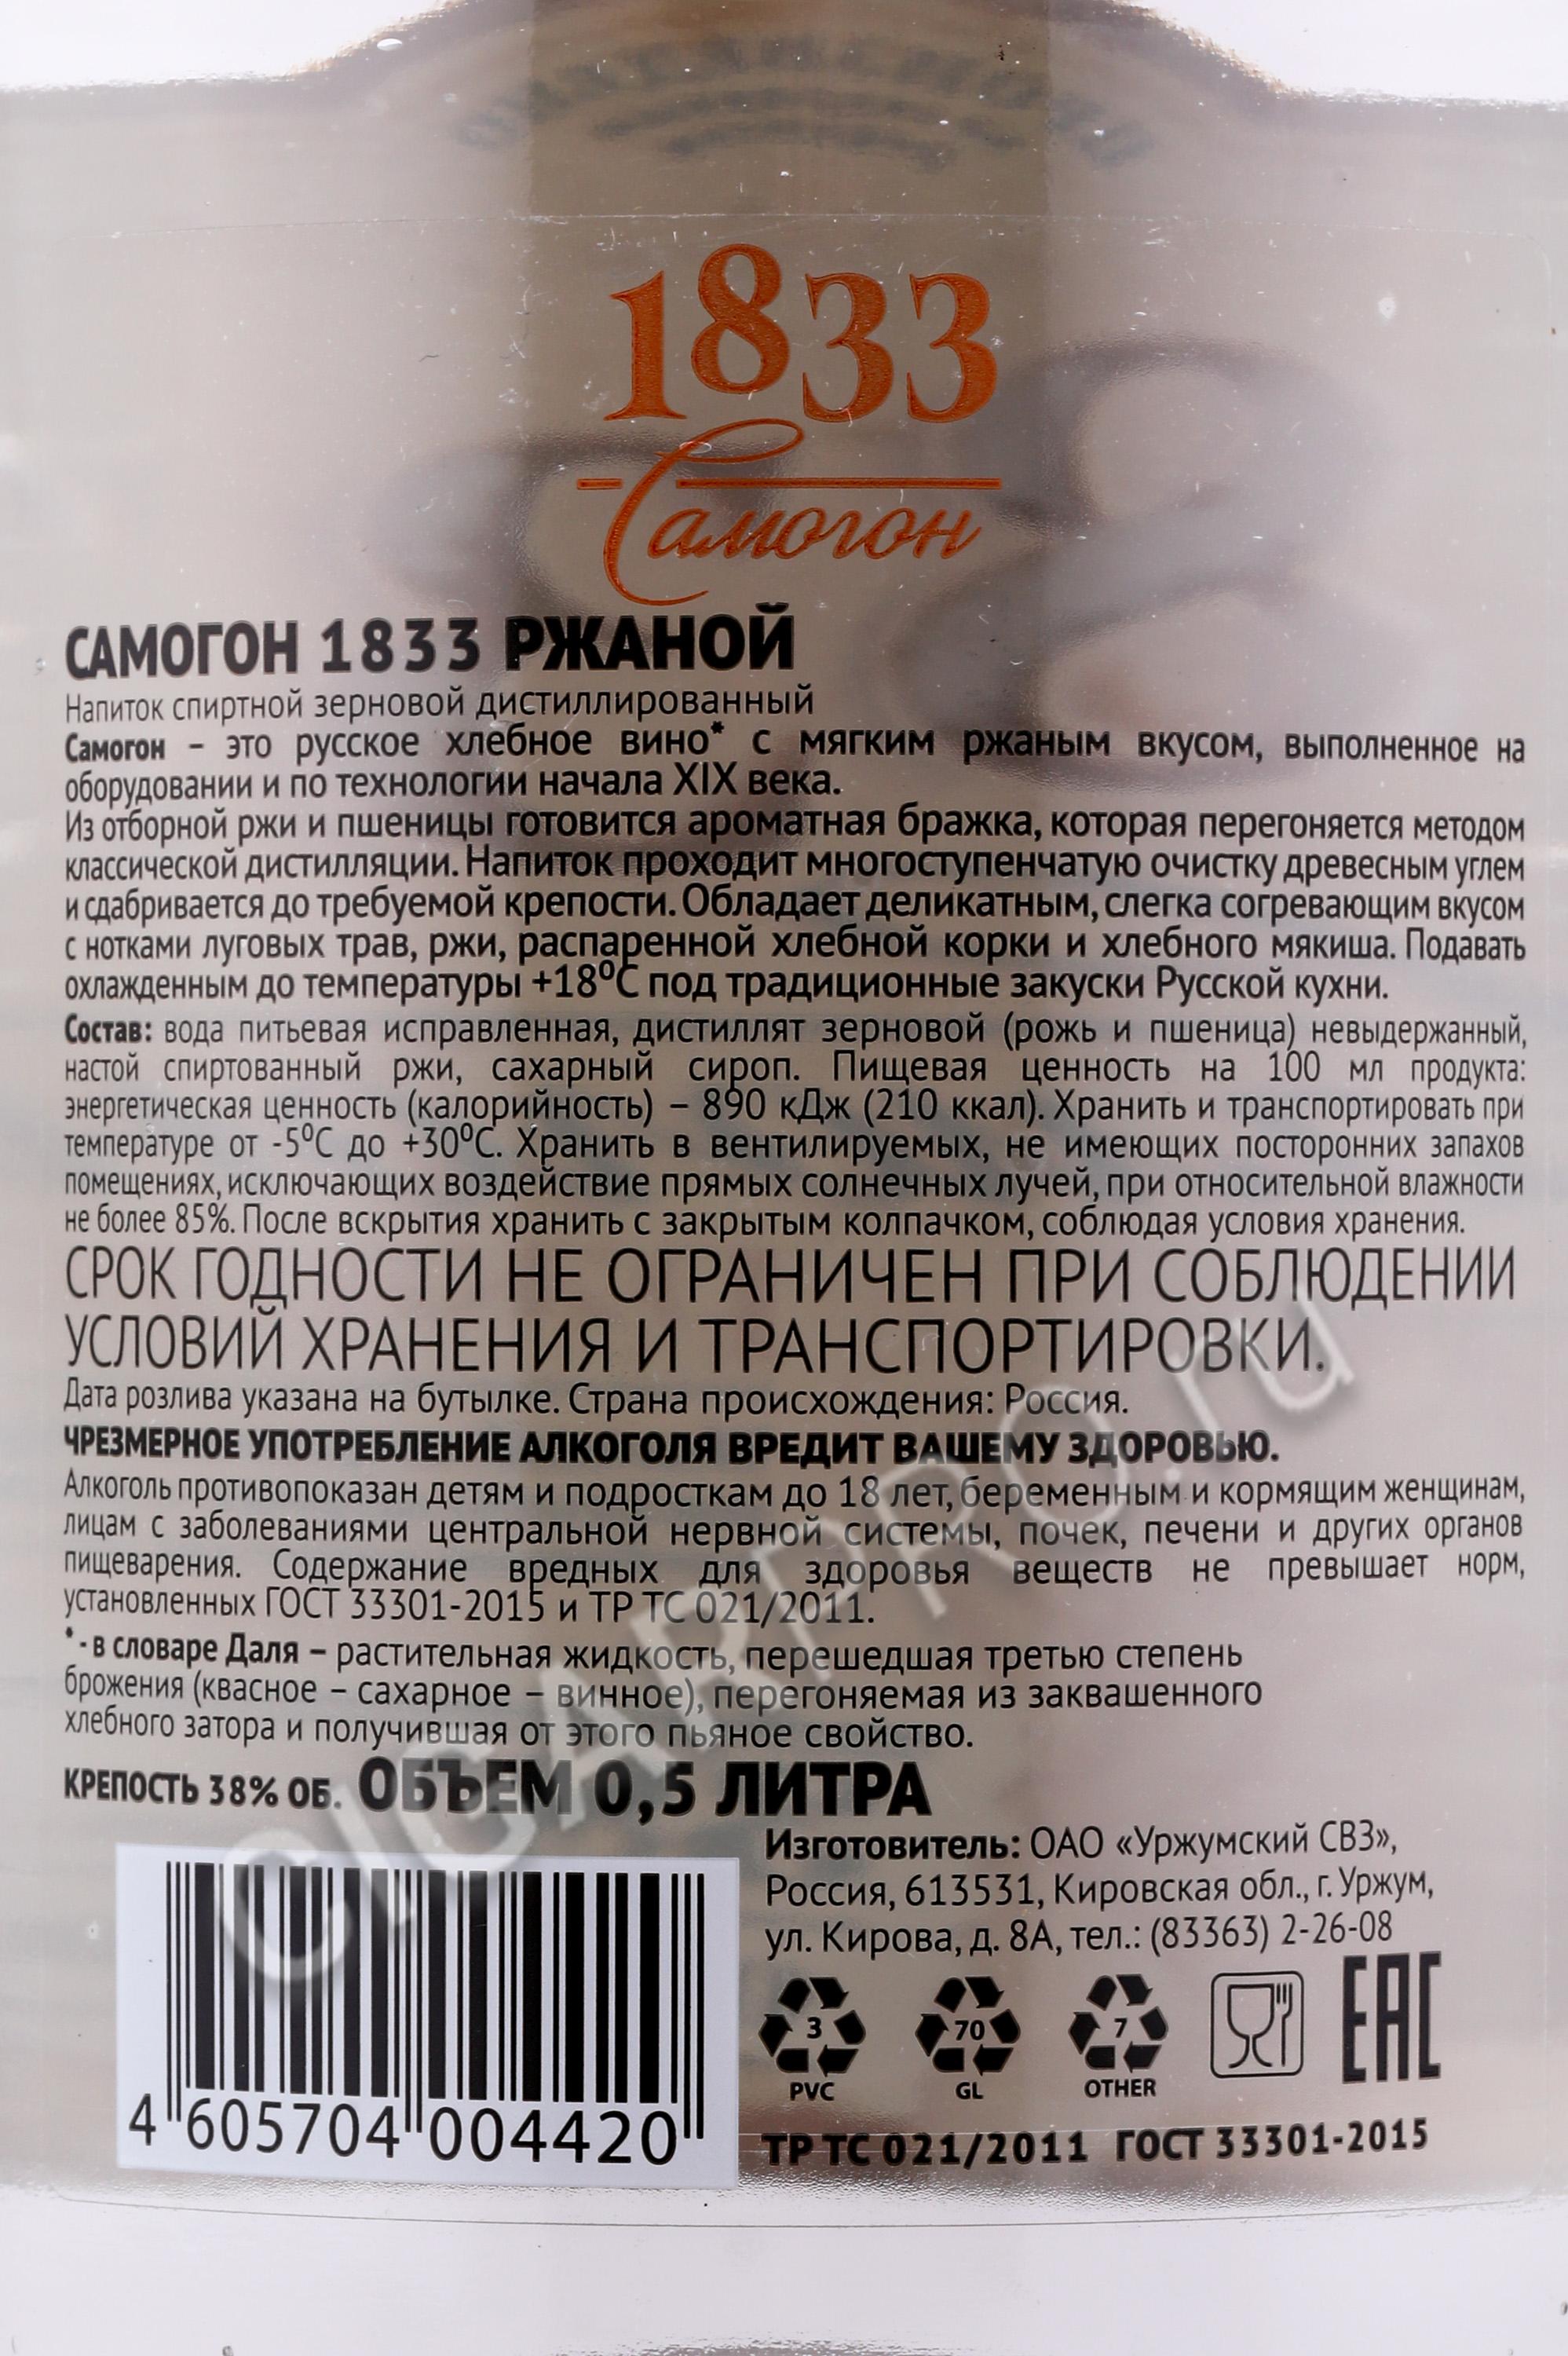 1833
Самогон
САМОГОН 1833 РЖАНОЙ
Напиток спиртной зерновой дистиллированный
Самогон – это русское хлебное вино* с мягким ржаным вкусом, выполненное на
оборудовании и по технологии начала XIX века.
Из отборной ржи и пшеницы готовится ароматная бражка, которая перегоняется методом
классической дистилляции. Напиток проходит многоступенчатую очистку древесным углем
и сдабривается до требуемой крепости. Обладает деликатным, слегка согревающим вкусом
с нотками луговых трав, ржи, распаренной хлебной корки и хлебного мякиша. Подавать
охлажденным до температуры +18⁰С под традиционные закуски Русской кухни.
Состав: вода питьевая исправленная, дистиллят зерновой (рожь и пшеница) невыдержанный,
настой спиртованный ржи, сахарный сироп. Пищевая ценность на 100 мл продукта:
энергетическая ценность (калорийность) – 890 кДж (210 ккал). Хранить и транспортировать при
температуре от -5⁰С до +30⁰С. Хранить в вентилируемых, не имеющих посторонних запахов
помещениях, исключающих воздействие прямых солнечных лучей, при относительной влажности
не более 85%. После вскрытия хранить с закрытым колпачком, соблюдая условия хранения.
СРОК ГОДНОСТИ НЕ ОГРАНИЧЕН ПРИ СОБЛЮДЕНИИ
УСЛОВИЙ ХРАНЕНИЯ И ТРАНСПОРТИРОВКИ.
Дата розлива указана на бутылке. Страна происхождения: Россия.
ЧРЕЗМЕРНОЕ УПОТРЕБЛЕНИЕ АЛКОГОЛЯ ВРЕДИТ ВАШЕМУ ЗДОРОВЬЮ.
Алкоголь противопоказан детям и подросткам до 18 лет, беременным и кормящим женщинам,
лицам с заболеваниями центральной нервной системы, почек, печени и других органов
пищеварения. Содержание вредных для здоровья веществ не превышает норм,
установленных ГОСТ 33301-2015 и ТР ТС 021/2011.
* - в словаре Даля – растительная жидкость, перешедшая третью степень
брожения (квасное – сахарное – винное), перегоняемая из заквашенного
хлебного затора и получившая от этого пьяное свойство.
КРЕПОСТЬ 38% ОБ. ОБЪЕМ 0,5 ЛИТРА
Изготовитель: ОАО «Уржумский СВЗ»,
Россия, 613531, Кировская обл., г. Уржум,
ул. Кирова, д. 8А, тел.: (83363) 2-26-08
3 70 7 EAC
PVC GL OTHER
4 605704 004420
ТР ТС 021/2011 ГОСТ 33301-2015
CIGARPRO.ru